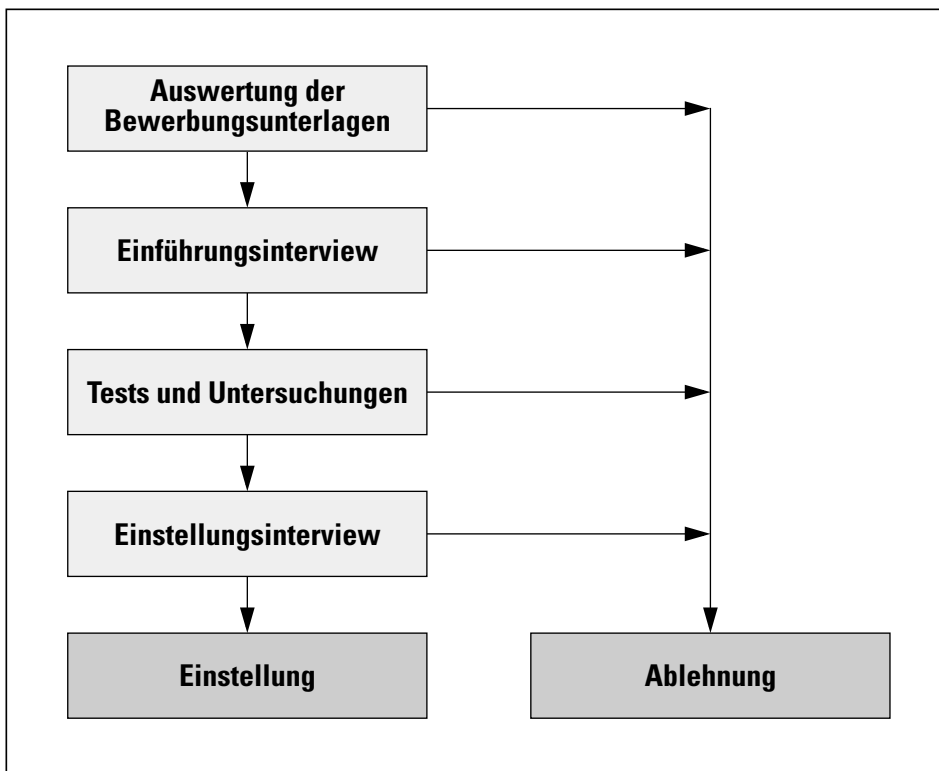 Auswertung der
Bewerbungsunterlagen
Einführungsinterview
Tests und Untersuchungen
Einstellungsinterview
Einstellung
Ablehnung